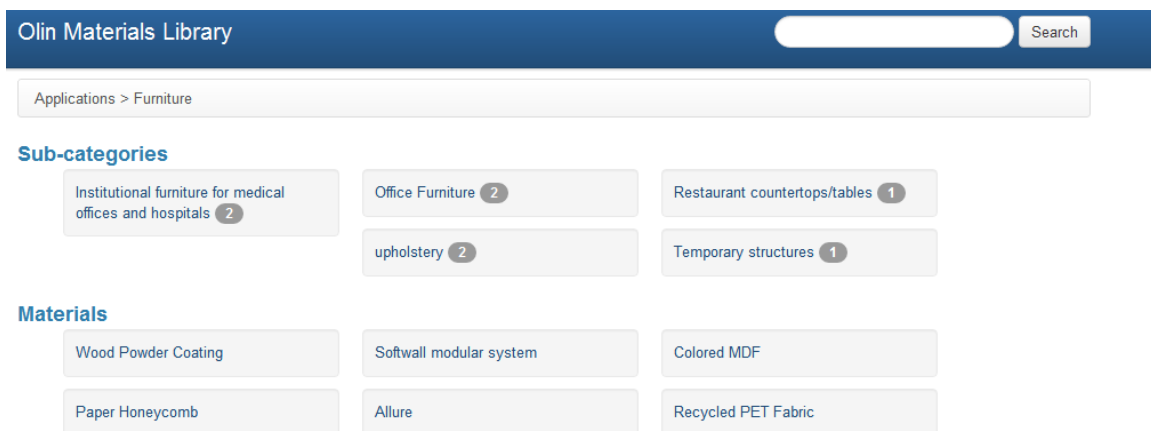 Olin Materials Library
Search
Applications > Furniture
Sub-categories
Institutional furniture for medical
offices and hospitals 2
Office Furniture 2
Restaurant countertops/tables 1
upholstery 2
Temporary structures 1
Materials
Wood Powder Coating
Softwall modular system
Colored MDF
Paper Honeycomb
Allure
Recycled PET Fabric